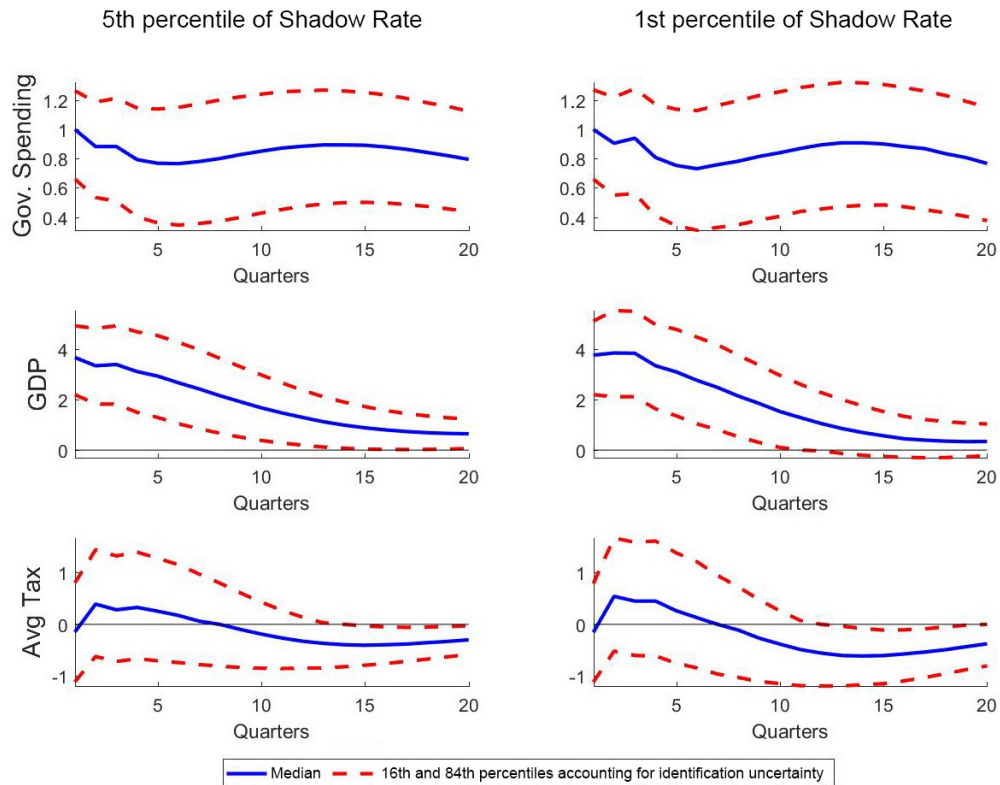 5th percentile of Shadow Rate
1st percentile of Shadow Rate
Gov. Spending
1.2
1
0.8
0.6
0.4
5 10 15 20
Quarters
1.2
1
0.8
0.6
0.4
5 10 15 20
Quarters
GDP
4
2
0
5 10 15 20
Quarters
4
2
0
5 10 15 20
Quarters
Avg Tax
1
0
-1
5 10 15 20
Quarters
1
0
-1
5 10 15 20
Quarters
Median
16th and 84th percentiles accounting for identification uncertainty